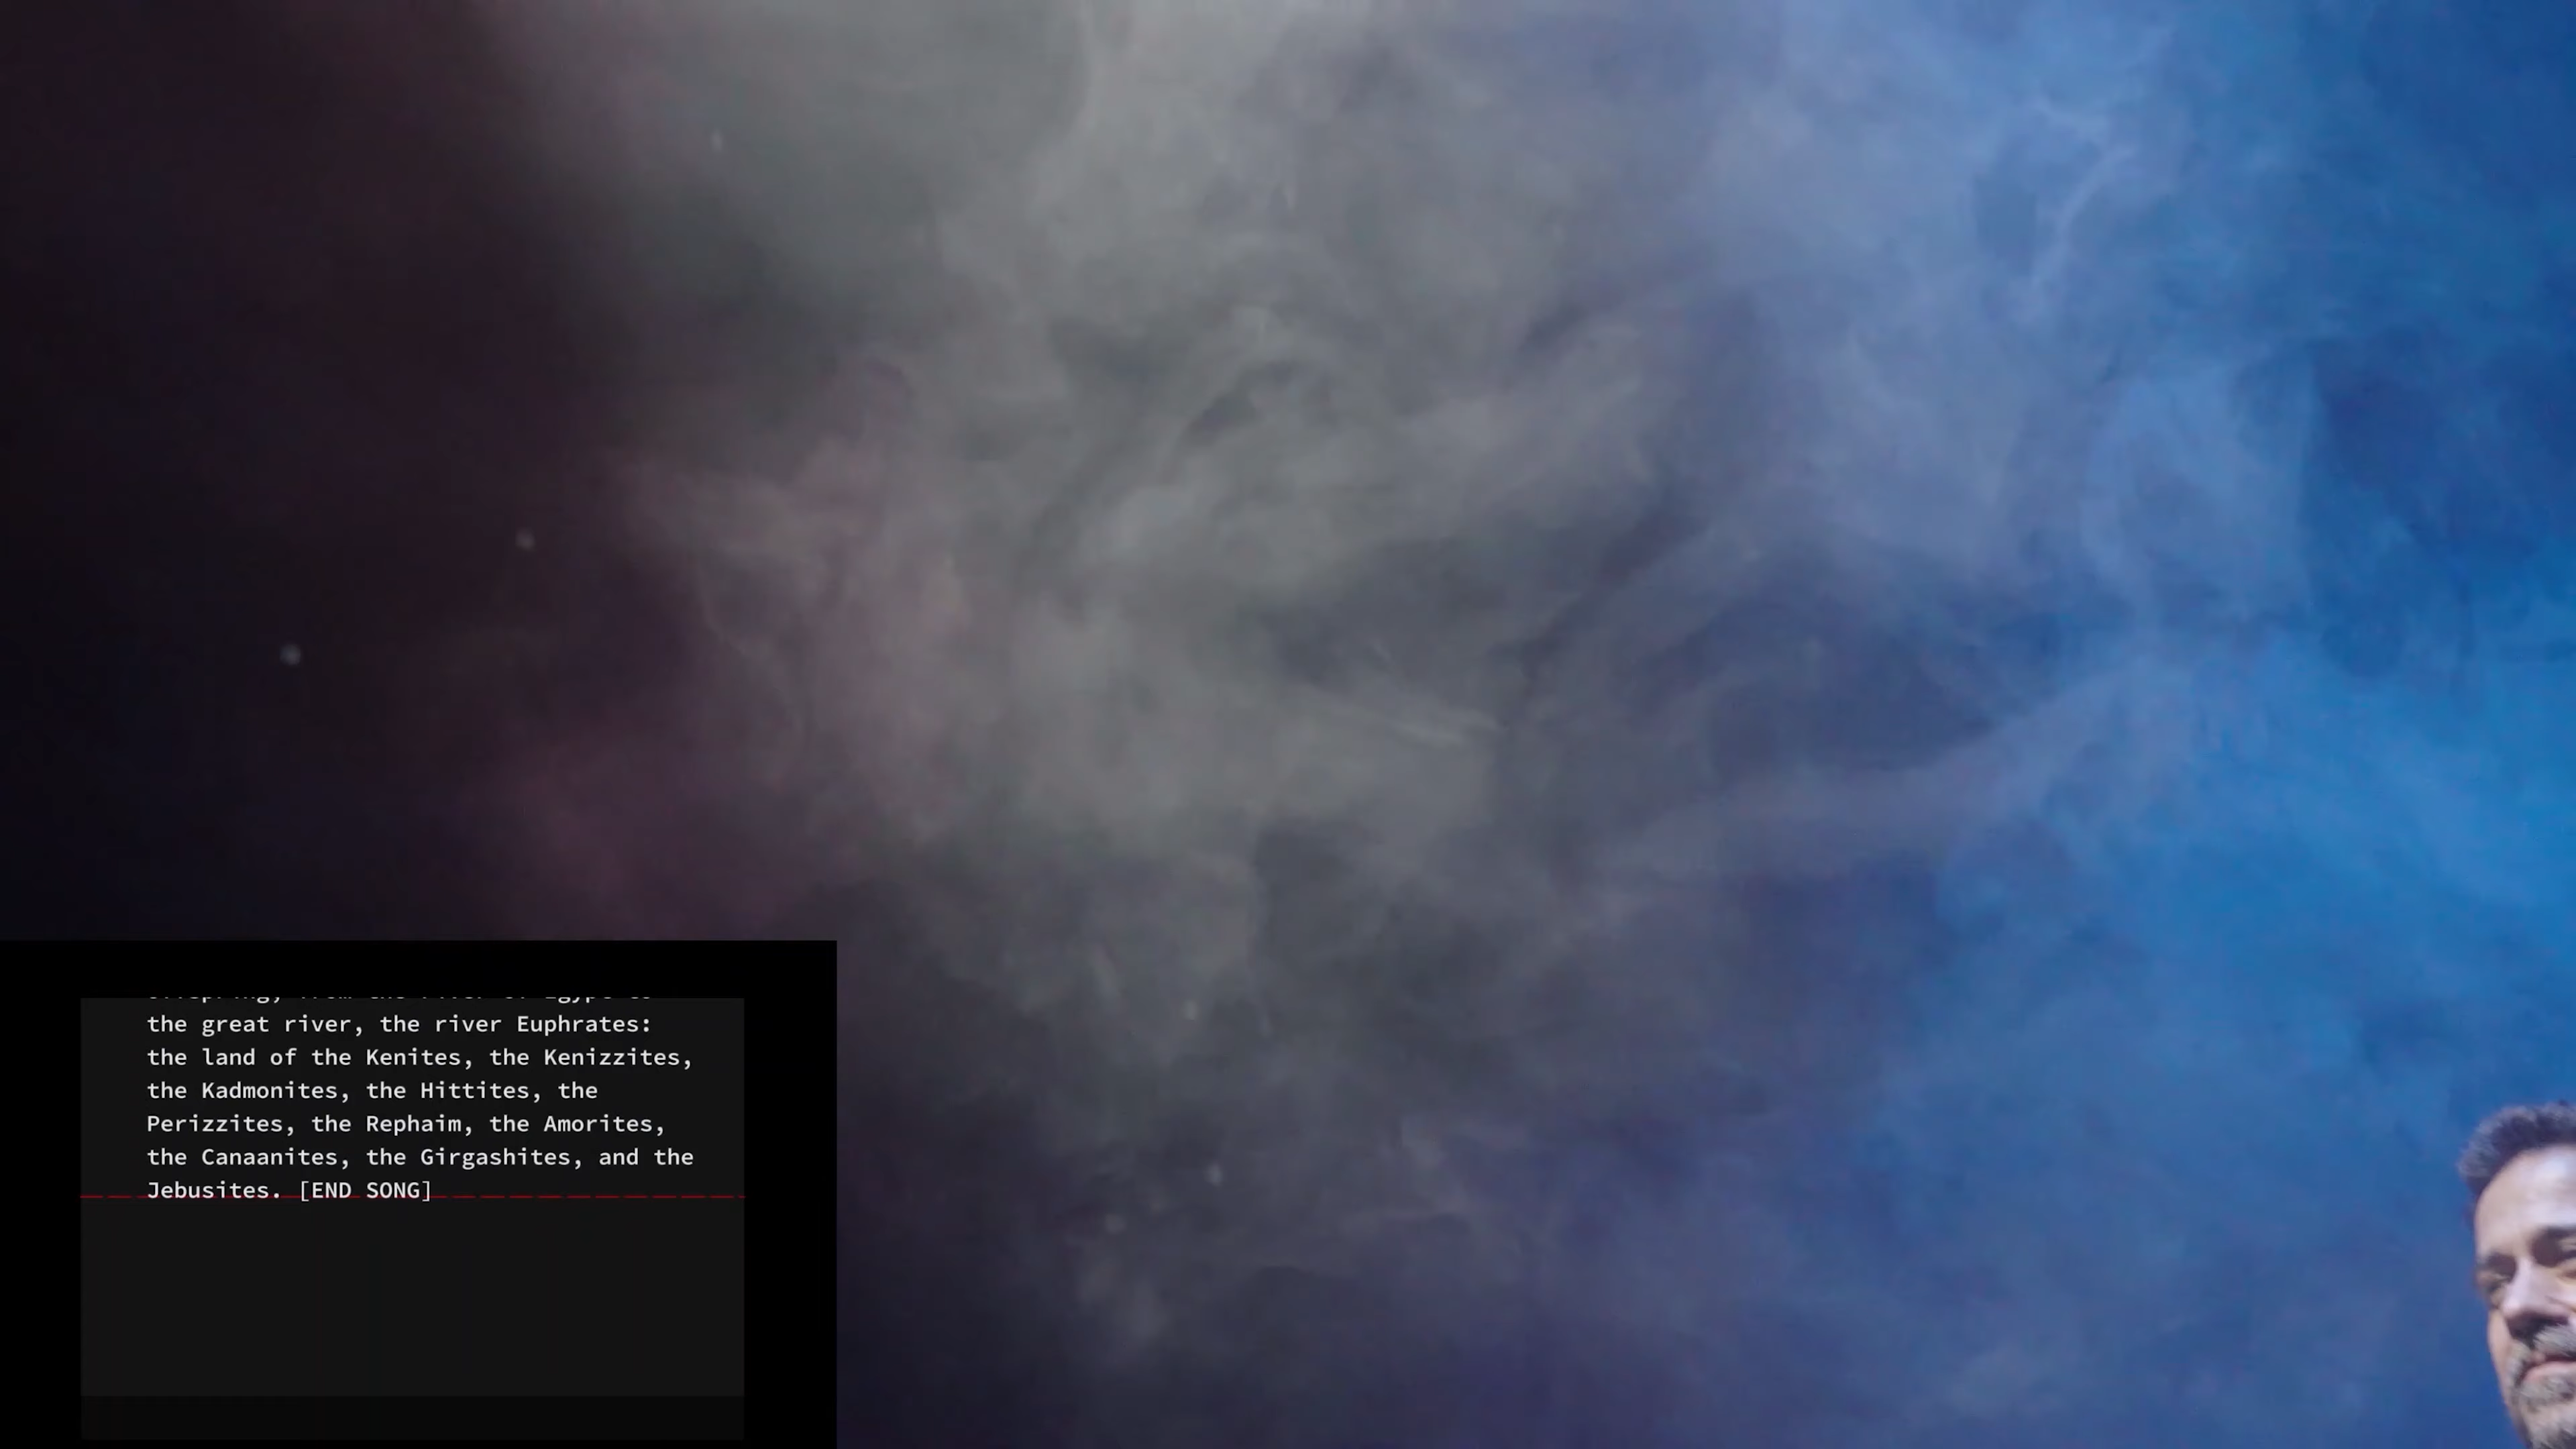 the great river, the river Euphrates:
the land of the Kenites, the Kenizzites,
the Kadmonites, the Hittites, the
Perizzites, the Rephaim, the Amorites,
the Canaanites, the Girgashites, and the
Jebusites. [END SONG]